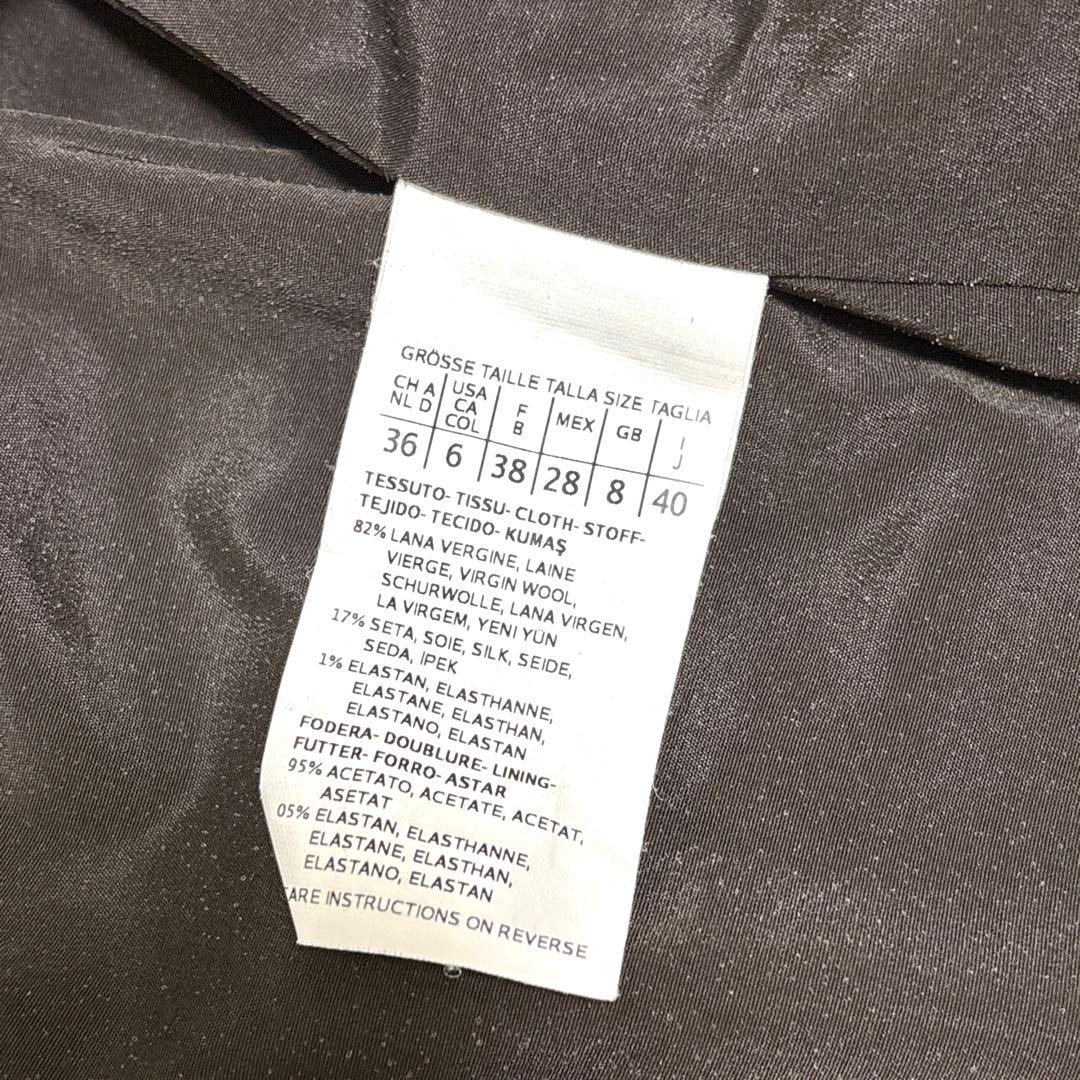 GRÖSSE TAILLE TALLA SIZE TAGLIA
CH A NL D | USA CA COL | F B | MEX | GB | I J
36 | 6 | 38 | 28 | 8 | 40
TESSUTO- TISSU- CLOTH- STOFF-
TEJIDO- TECIDO- KUMAŞ
82% LANA VERGINE, LAINE
VIERGE, VIRGIN WOOL,
SCHURWOLLE, LANA VIRGEN,
LA VIRGEM, YENI YÜN
17% SETA, SOIE, SILK, SEIDE,
SEDA, IPEK
1% ELASTAN, ELASTHANNE,
ELASTANE, ELASTHAN,
ELASTANO, ELASTAN
FODERA- DOUBLURE- LINING-
FUTTER- FORRO- ASTAR
95% ACETATO, ACETATE, ACETAT,
ASETAT
05% ELASTAN, ELASTHANNE,
ELASTANE, ELASTHAN,
ELASTANO, ELASTAN
ARE INSTRUCTIONS ON REVERSE